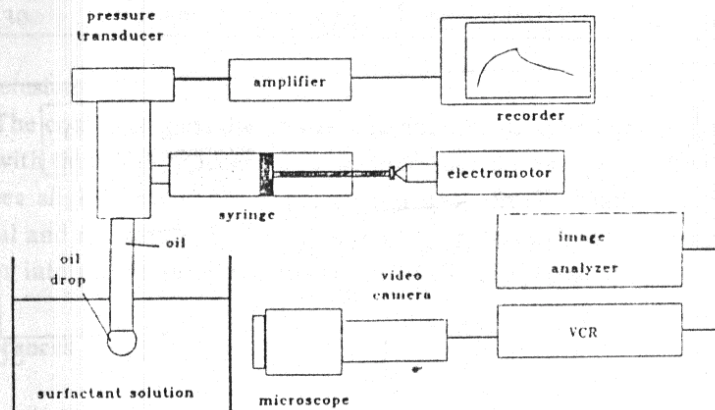 pressure
transducer
amplifier
recorder
electromotor
syringe
oil
oil
drop
image
analyzer
video
camera
VCR
surfactant solution
microscope